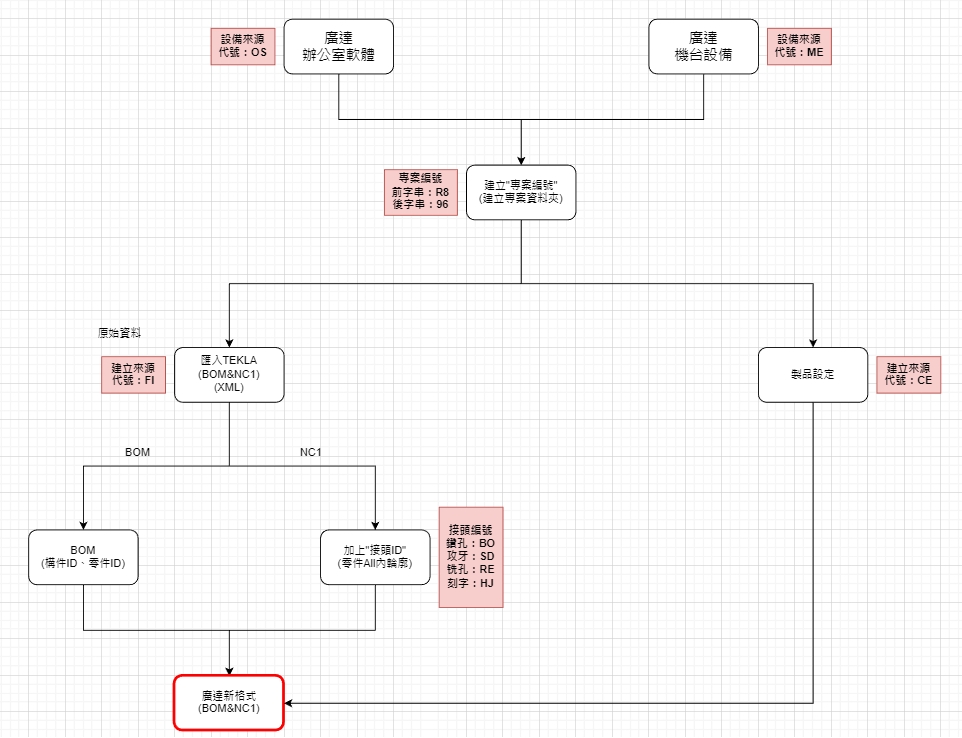 設備來源
代號：OS
廣達
辦公室軟體
廣達
機台設備
設備來源
代號：ME
專案編號
前字串：R8
後字串：96
建立"專案編號"
(建立專案資料夾)
原始資料
建立來源
代號：FI
匯入TEKLA
(BOM&NC1)
(XML)
製品設定
建立來源
代號：CE
BOM
NC1
BOM
(構件ID、零件ID)
加上"接頭ID"
(零件All內輪廓)
接頭編號
鑽孔：BO
攻牙：SD
銑孔：RE
刻字：HJ
廣達新格式
(BOM&NC1)